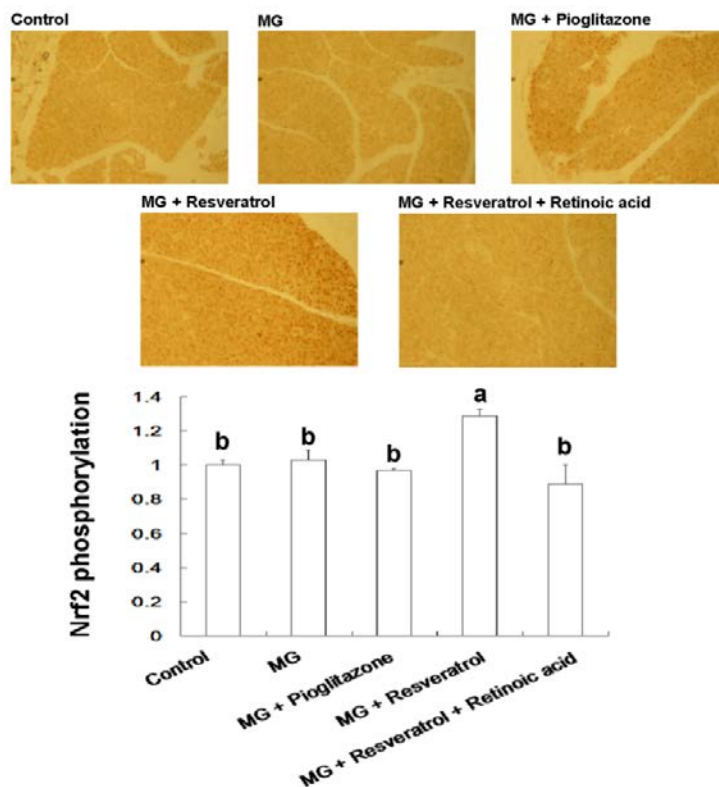 Control
MG
MG + Pioglitazone
MG + Resveratrol
MG + Resveratrol + Retinoic acid
Nrf2 phosphorylation
1.4
1.2
1
0.8
0.6
0.4
0.2
0
b
b
b
a
b
Control
MG
MG + Pioglitazone
MG + Resveratrol
MG + Resveratrol + Retinoic acid